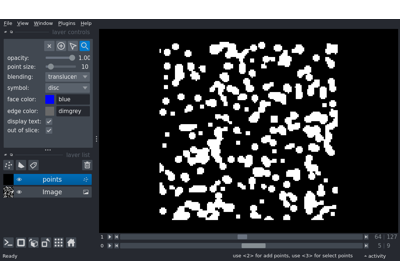 File View Window Plugins Help
layer controls
opacity: 1.00
point size: 10
blending: translucen
symbol: disc
face color: blue
edge color: dimgrey
display text:
out of slice:
layer list
points
Image
1 64 127
0 5 9
Ready use <2> for add points, use <3> for select points activity